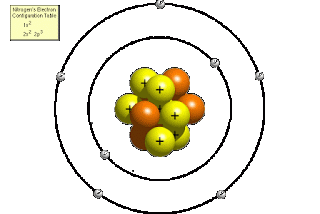 Nitrogen's Electron
Configuration Table
1s²
2s² 2p³
+
+
+
+
+